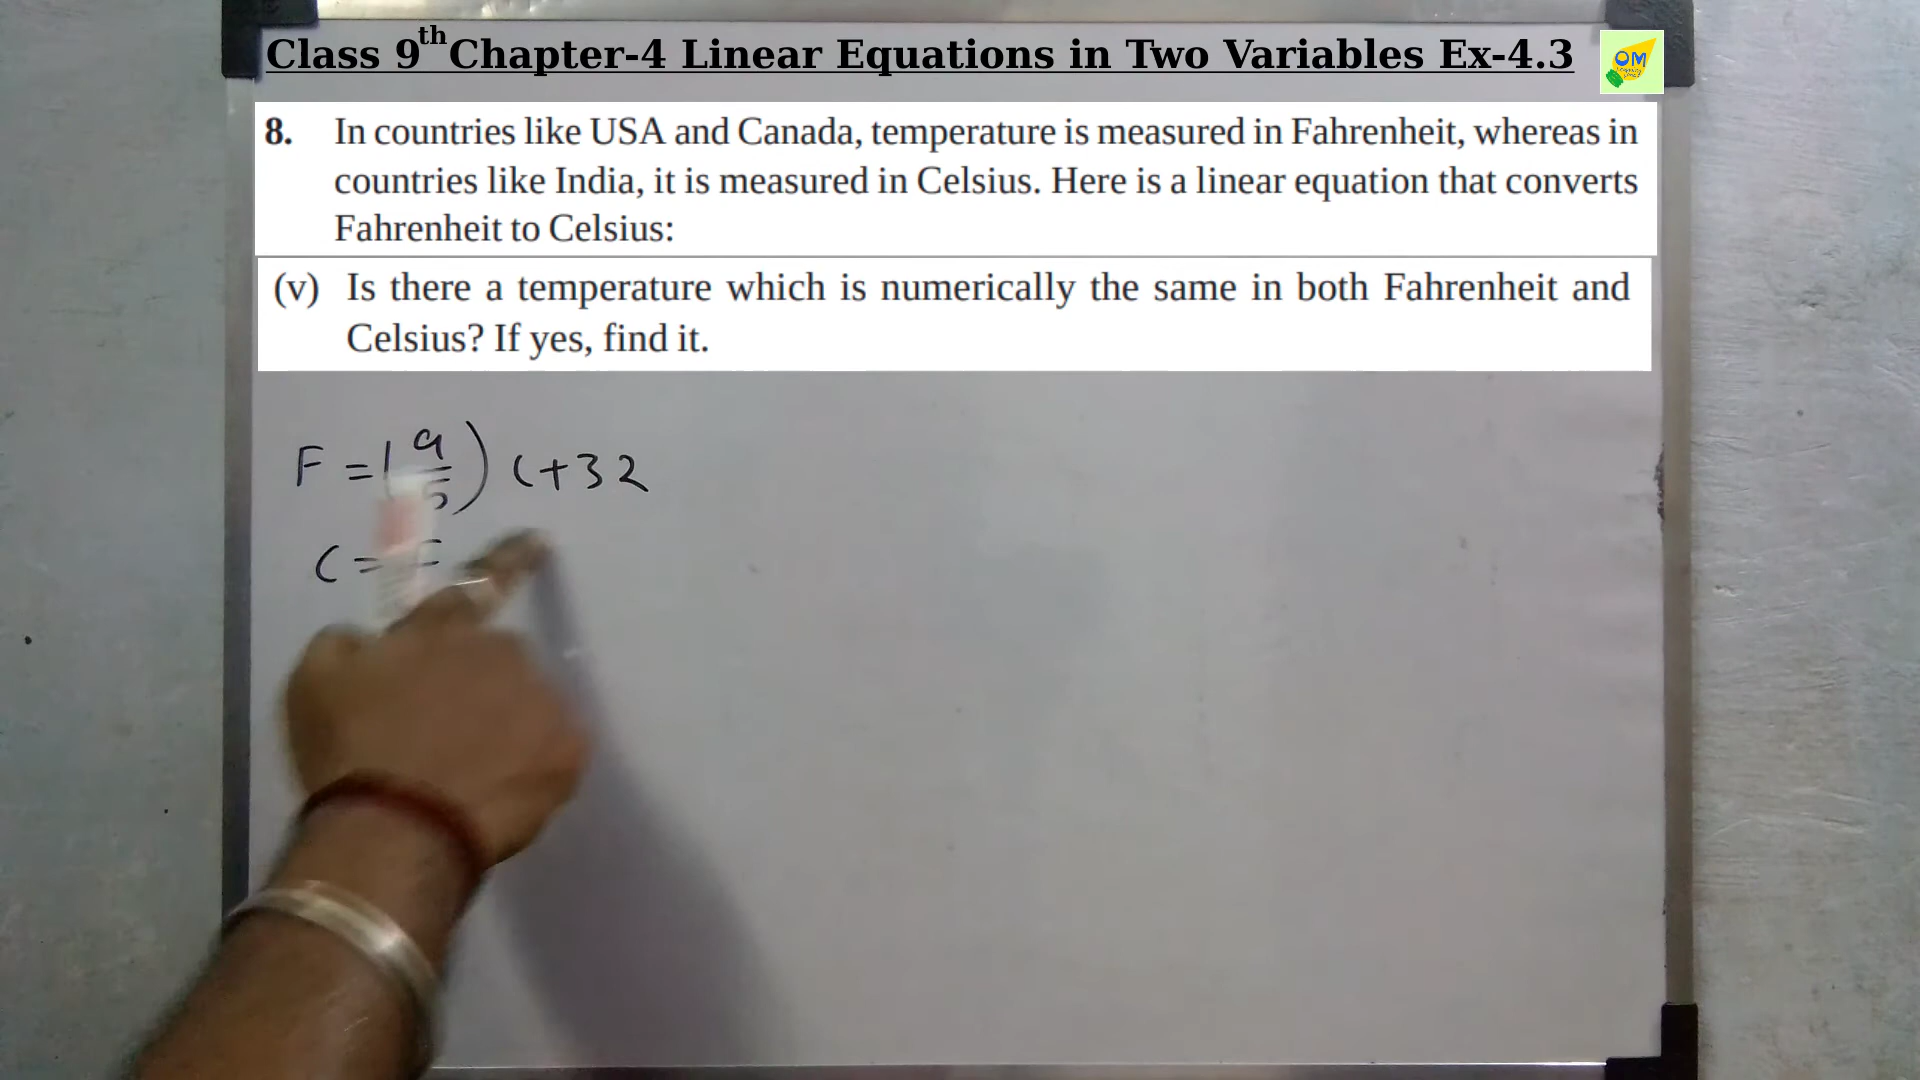 Class 9th Chapter-4 Linear Equations in Two Variables Ex-4.3
OM
8. In countries like USA and Canada, temperature is measured in Fahrenheit, whereas in
countries like India, it is measured in Celsius. Here is a linear equation that converts
Fahrenheit to Celsius:
(v) Is there a temperature which is numerically the same in both Fahrenheit and
Celsius? If yes, find it.
F = (9/5) C+32
C = F